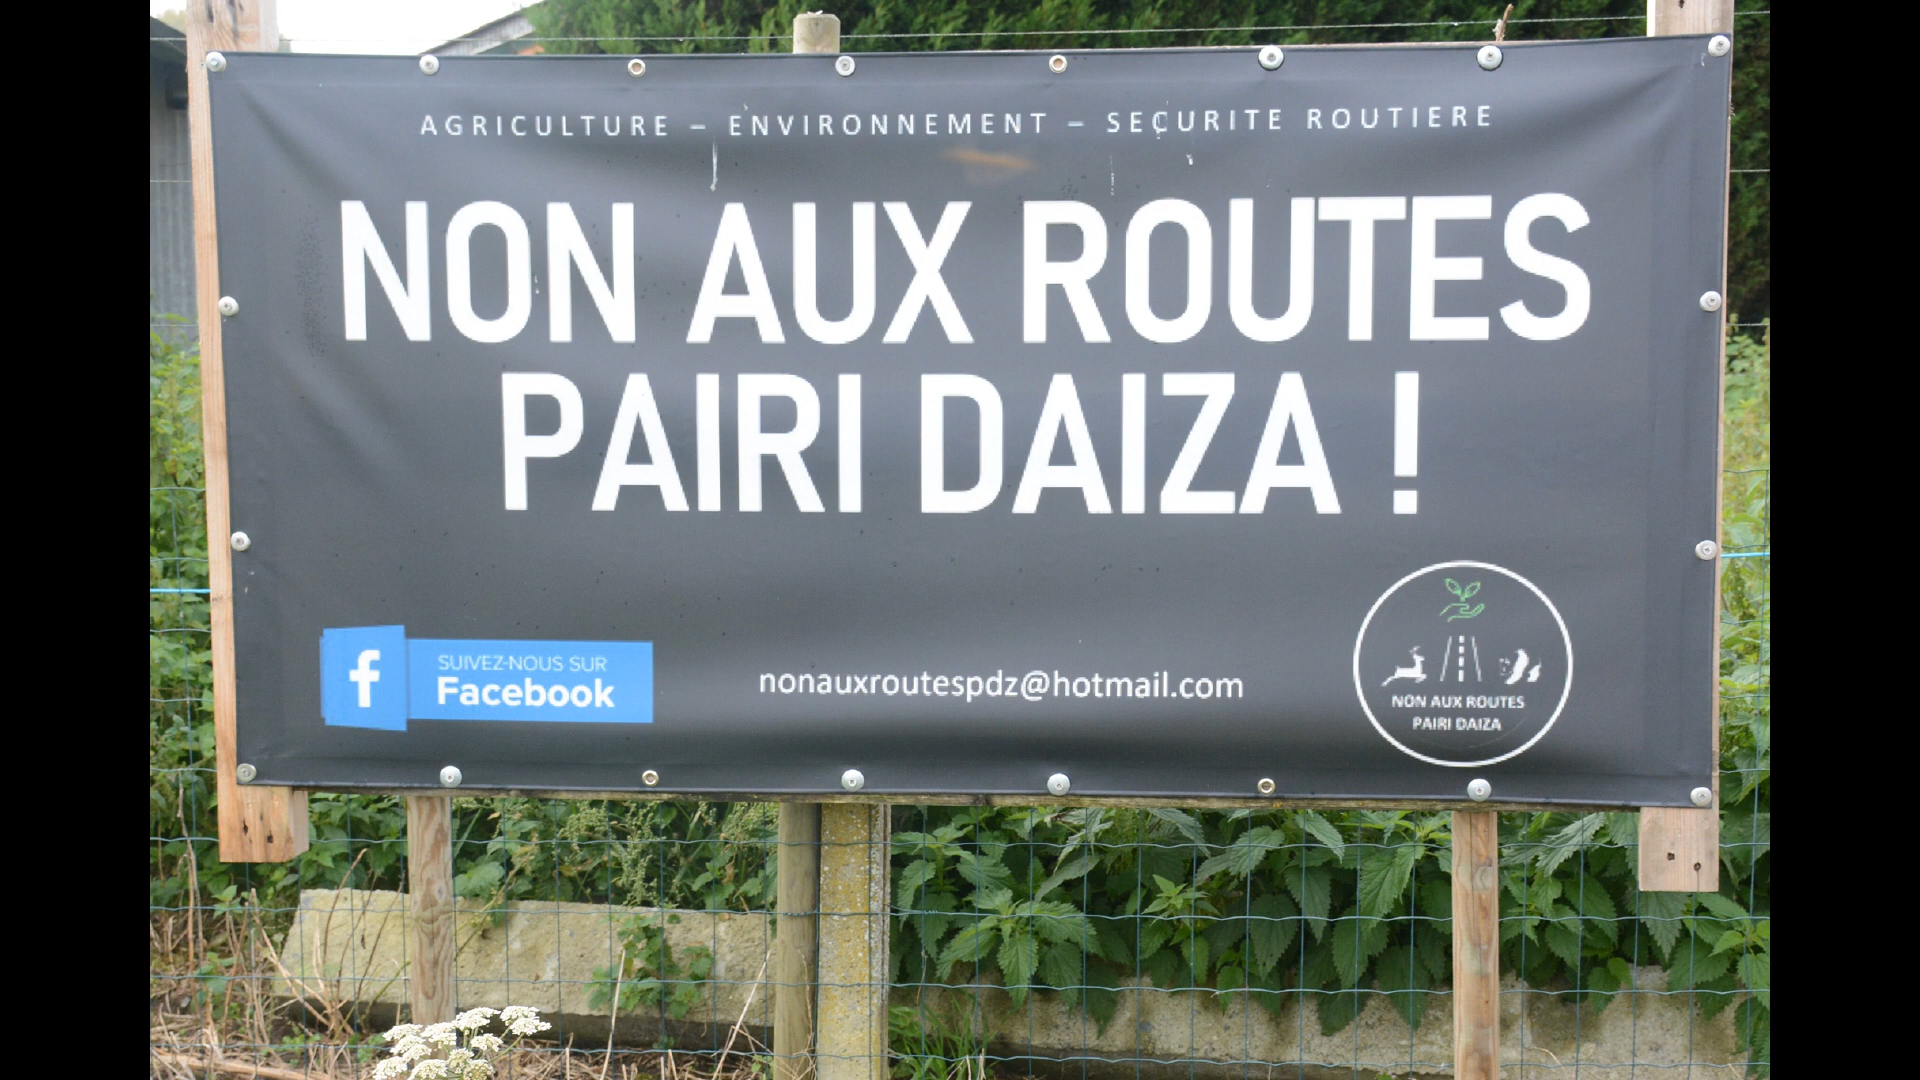 AGRICULTURE – ENVIRONNEMENT – SECURITE ROUTIERE
NON AUX ROUTES
PAIRI DAIZA !
f
SUIVEZ-NOUS SUR
Facebook
nonauxroutespdz@hotmail.com
NON AUX ROUTES
PAIRI DAIZA